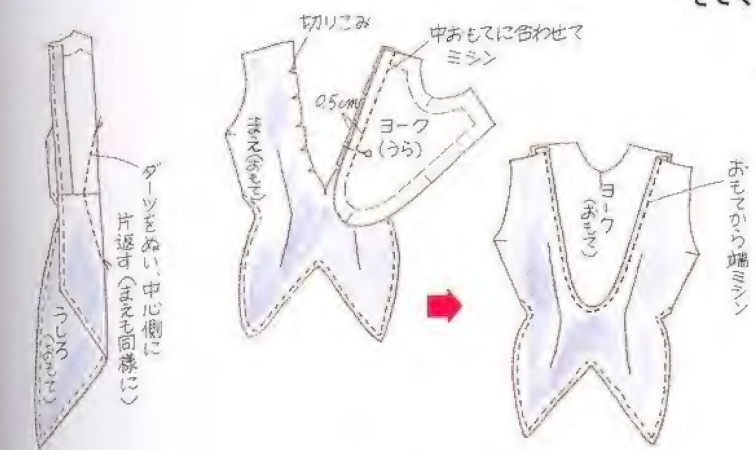 切りこみ
中おもてに合わせて
ミシン
0.5cm
ヨーク
(うら)
まえ(おもて)
ダーツをぬい、中心側に
片返す(まえも同様に)
うしろ
(おもて)
ヨーク
(おもて)
おもてから端ミシン